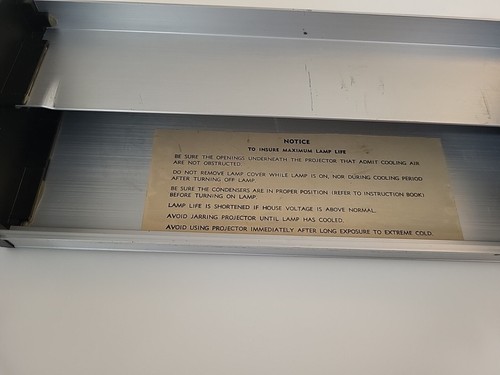 NOTICE
TO INSURE MAXIMUM LAMP LIFE
BE SURE THE OPENINGS UNDERNEATH THE PROJECTOR THAT ADMIT COOLING AIR
ARE NOT OBSTRUCTED.
DO NOT REMOVE LAMP COVER WHILE LAMP IS ON, NOR DURING COOLING PERIOD
AFTER TURNING OFF LAMP.
BE SURE THE CONDENSERS ARE IN PROPER POSITION (REFER TO INSTRUCTION BOOK)
BEFORE TURNING ON LAMP.
LAMP LIFE IS SHORTENED IF HOUSE VOLTAGE IS ABOVE NORMAL.
AVOID JARRING PROJECTOR UNTIL LAMP HAS COOLED.
AVOID USING PROJECTOR IMMEDIATELY AFTER LONG EXPOSURE TO EXTREME COLD.